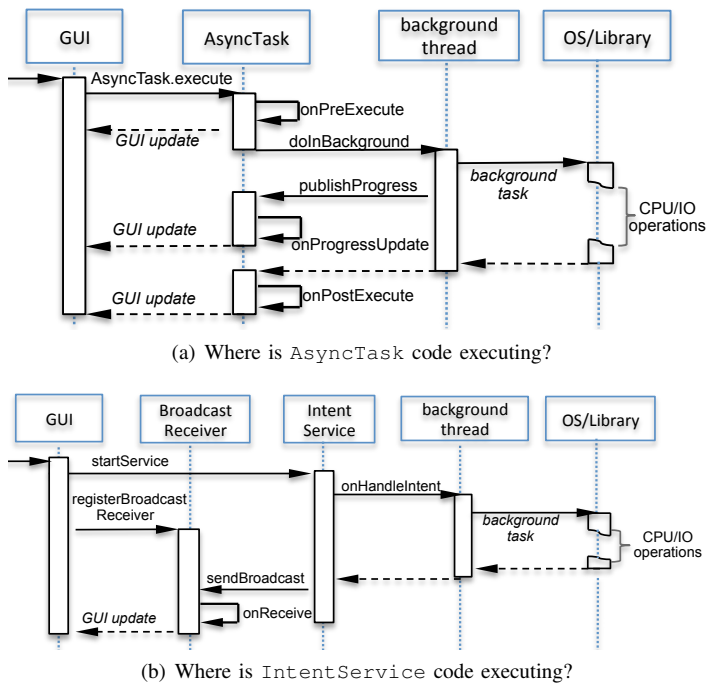 GUI
AsyncTask
background
thread
OS/Library
AsyncTask.execute
onPreExecute
GUI update
doInBackground
background
task
publishProgress
CPU/IO
operations
GUI update
onProgressUpdate
GUI update
onPostExecute
(a) Where is AsyncTask code executing?
GUI
Broadcast
Receiver
Intent
Service
background
thread
OS/Library
startService
onHandleIntent
registerBroadcast
Receiver
background
task
CPU/IO
operations
sendBroadcast
onReceive
GUI update
(b) Where is IntentService code executing?